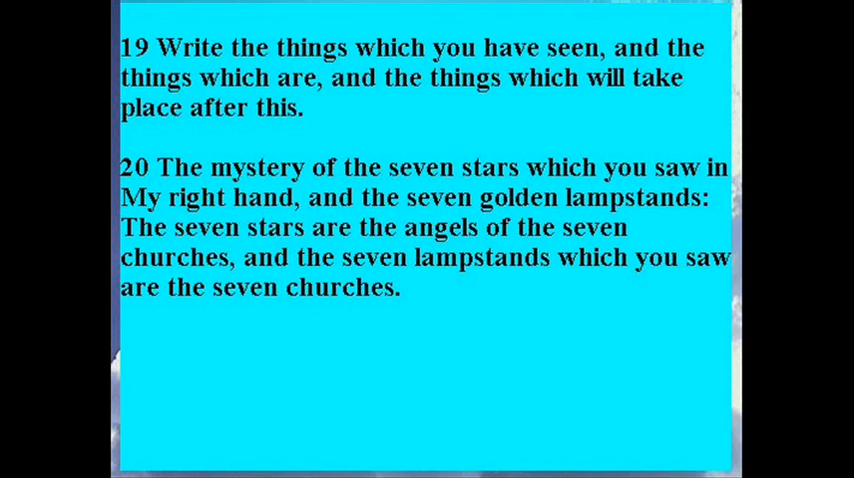 19 Write the things which you have seen, and the
things which are, and the things which will take
place after this.
20 The mystery of the seven stars which you saw in
My right hand, and the seven golden lampstands:
The seven stars are the angels of the seven
churches, and the seven lampstands which you saw
are the seven churches.